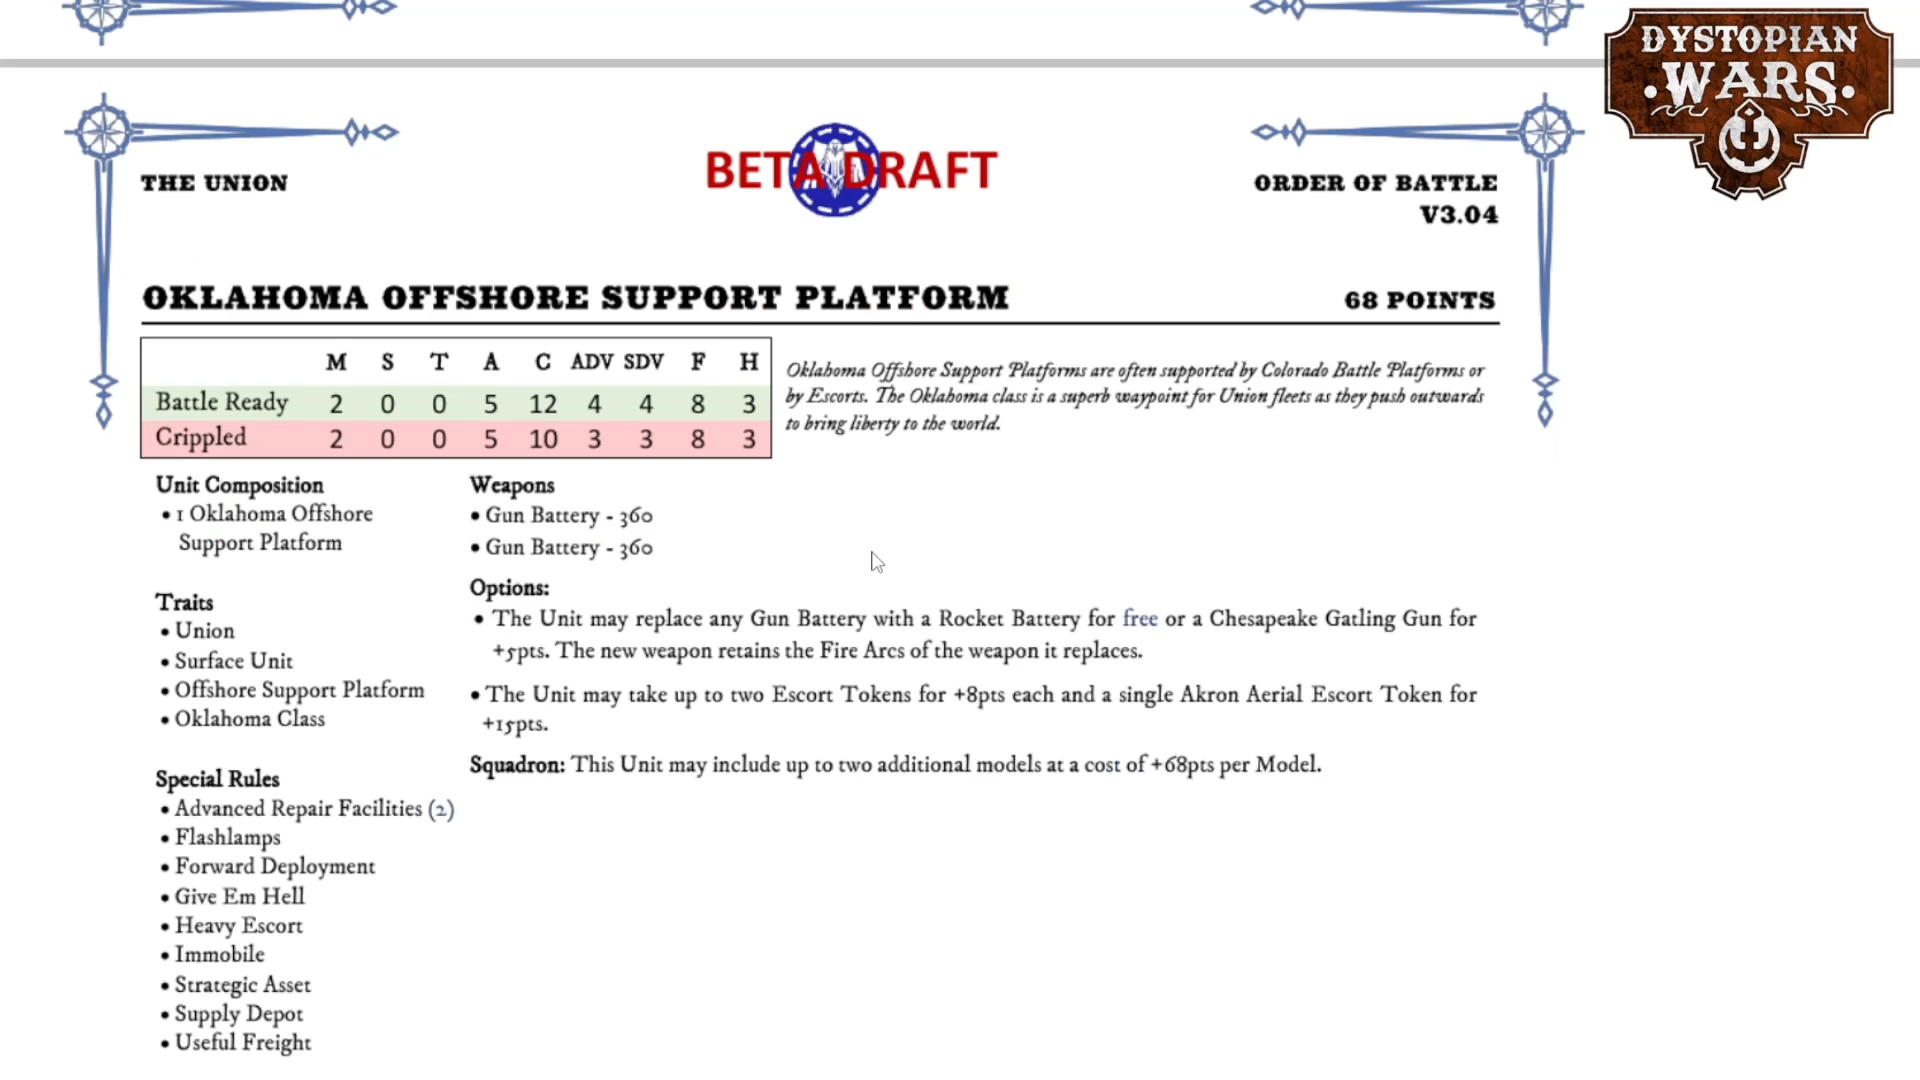 DYSTOPIAN
WARS
THE UNION
BETA DRAFT
ORDER OF BATTLE
V3.04
OKLAHOMA OFFSHORE SUPPORT PLATFORM
68 POINTS
M S T A C ADV SDV F H
Battle Ready 2 0 0 5 12 4 4 8 3
Crippled 2 0 0 5 10 3 3 8 3
Oklahoma Offshore Support Platforms are often supported by Colorado Battle Platforms or
by Escorts. The Oklahoma class is a superb waypoint for Union fleets as they push outwards
to bring liberty to the world.
Unit Composition
• 1 Oklahoma Offshore
Support Platform
Traits
• Union
• Surface Unit
• Offshore Support Platform
• Oklahoma Class
Special Rules
• Advanced Repair Facilities (2)
• Flashlamps
• Forward Deployment
• Give Em Hell
• Heavy Escort
• Immobile
• Strategic Asset
• Supply Depot
• Useful Freight
Weapons
• Gun Battery - 360
• Gun Battery - 360
Options:
• The Unit may replace any Gun Battery with a Rocket Battery for free or a Chesapeake Gatling Gun for
+5pts. The new weapon retains the Fire Arcs of the weapon it replaces.
• The Unit may take up to two Escort Tokens for +8pts each and a single Akron Aerial Escort Token for
+15pts.
Squadron: This Unit may include up to two additional models at a cost of +68pts per Model.